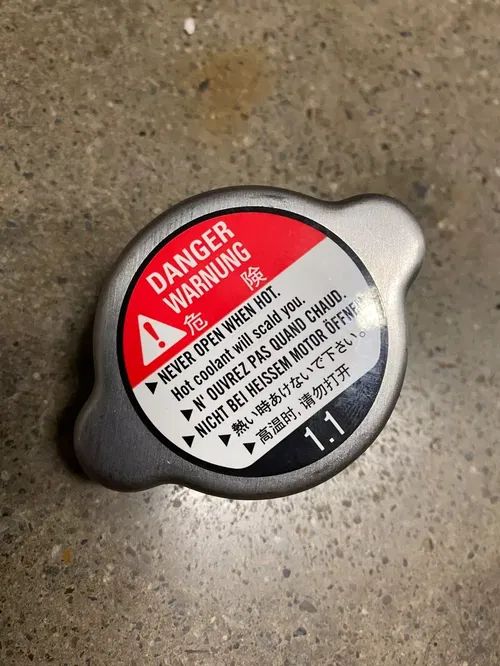 DANGER
WARNUNG
危 険
▶ NEVER OPEN WHEN HOT.
Hot coolant will scald you.
▶ N' OUVREZ PAS QUAND CHAUD.
▶ NICHT BEI HEISSEM MOTOR ÖFFNEN.
▶ 熱い時あけないで下さい。
▶ 高温时, 请勿打开
1.1